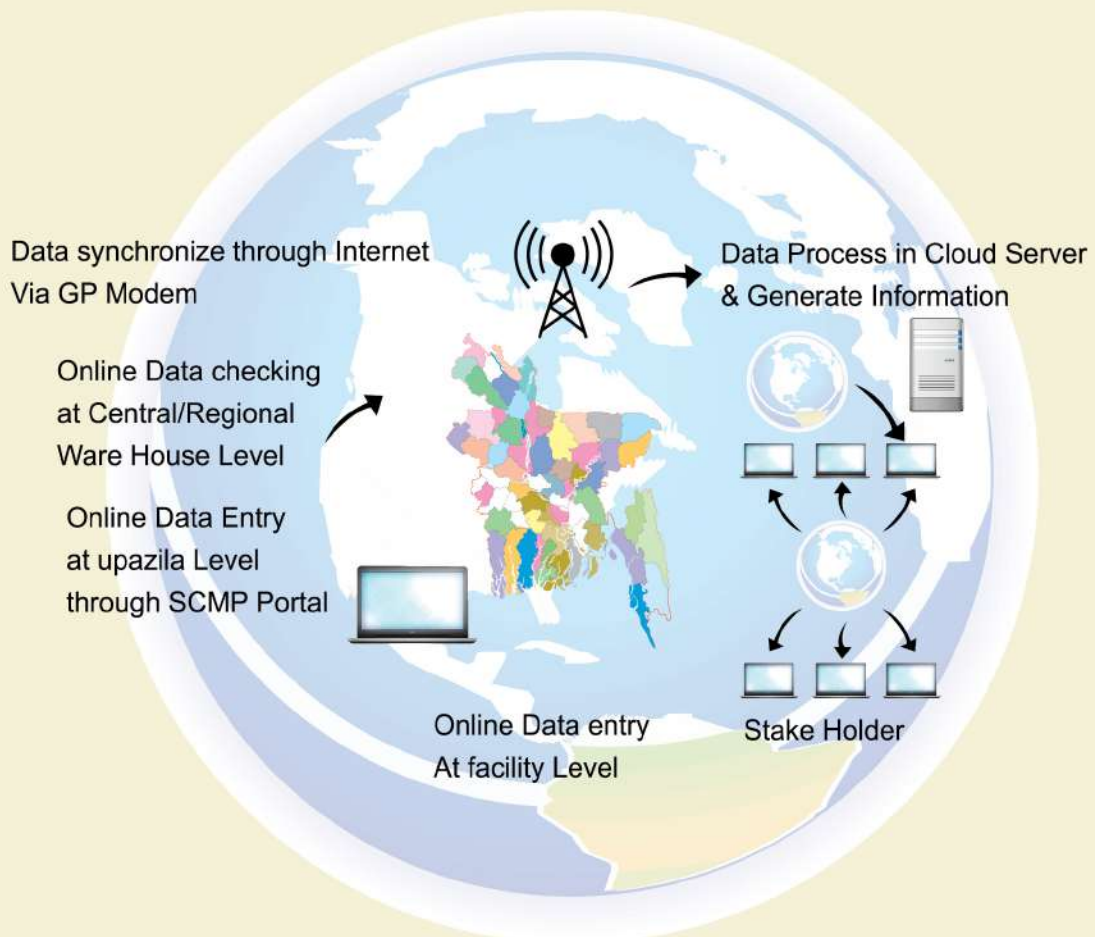 Data synchronize through Internet
Via GP Modem
Data Process in Cloud Server
& Generate Information
Online Data checking
at Central/Regional
Ware House Level
Online Data Entry
at upazila Level
through SCMP Portal
Online Data entry
At facility Level
Stake Holder